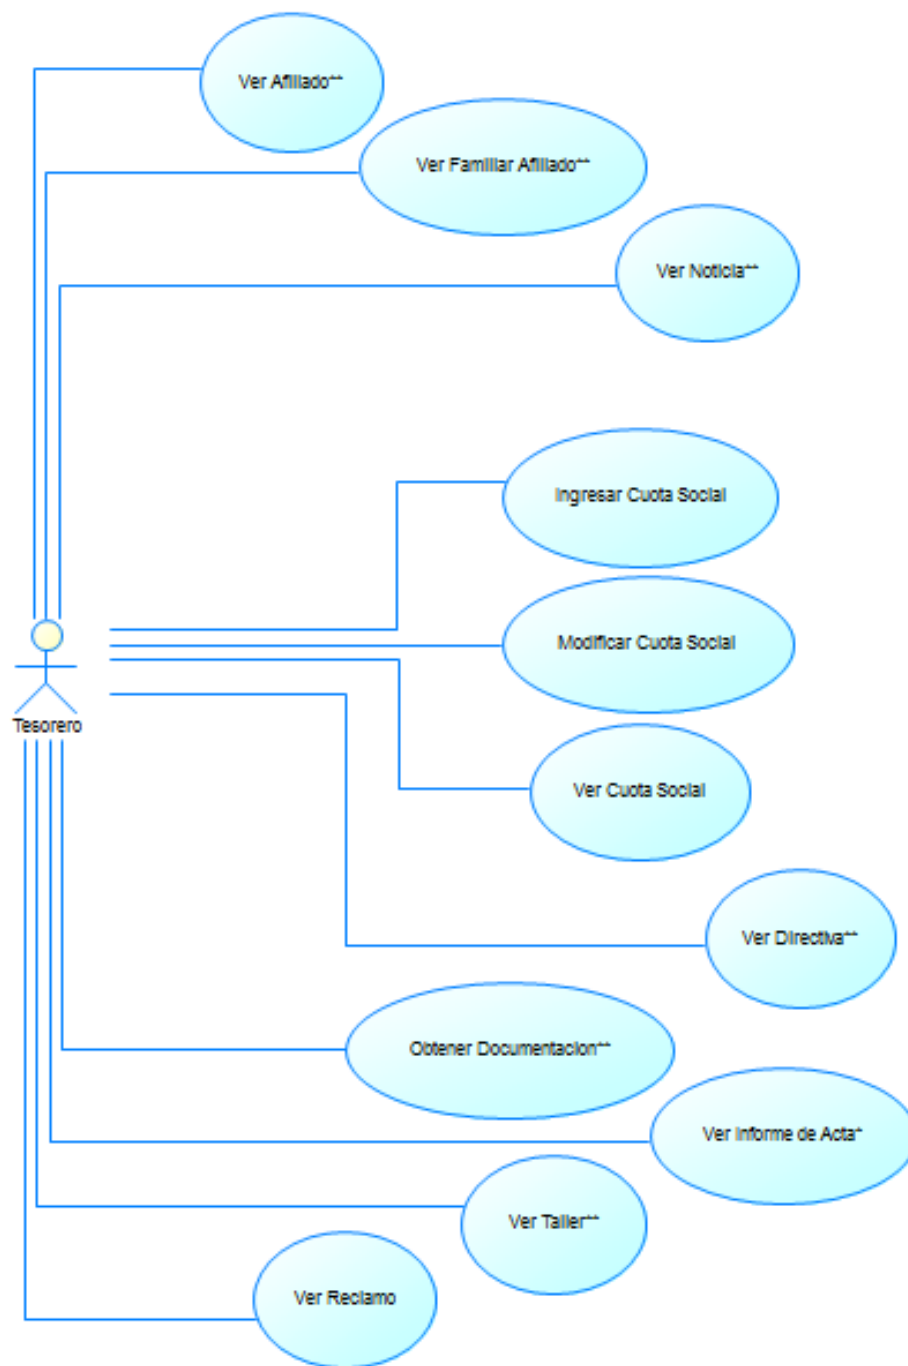 Ver Afiliado**
Ver Familiar Afiliado**
Ver Noticia**
Ingresar Cuota Social
Modificar Cuota Social
Tesorero
Ver Cuota Social
Ver Directiva**
Obtener Documentacion**
Ver Informe de Acta*
Ver Taller**
Ver Reclamo